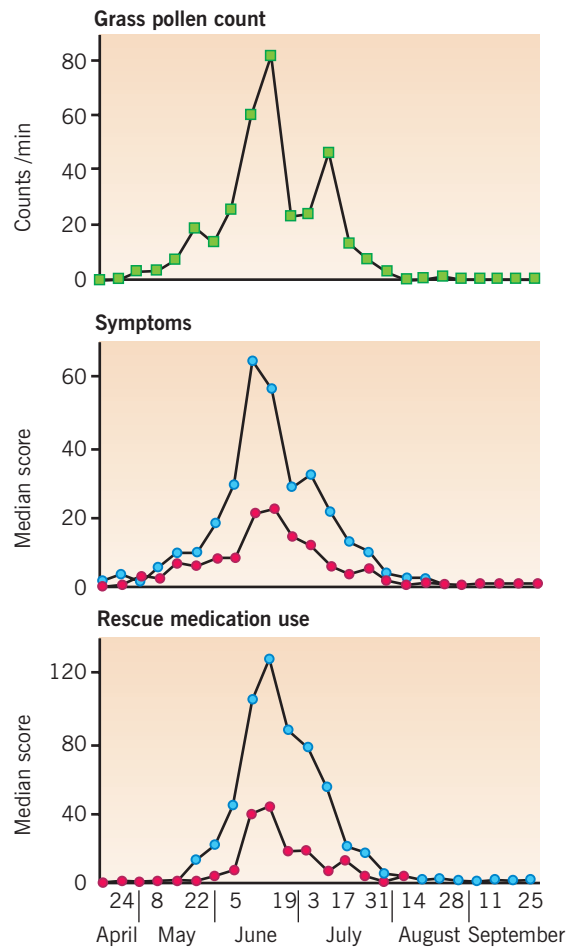 Grass pollen count
80
60
40
20
0
Counts /min
Symptoms
60
40
20
0
Median score
Rescue medication use
120
80
40
0
Median score
24 8 22 5 19 3 17 31 14 28 11 25
April May June July August September